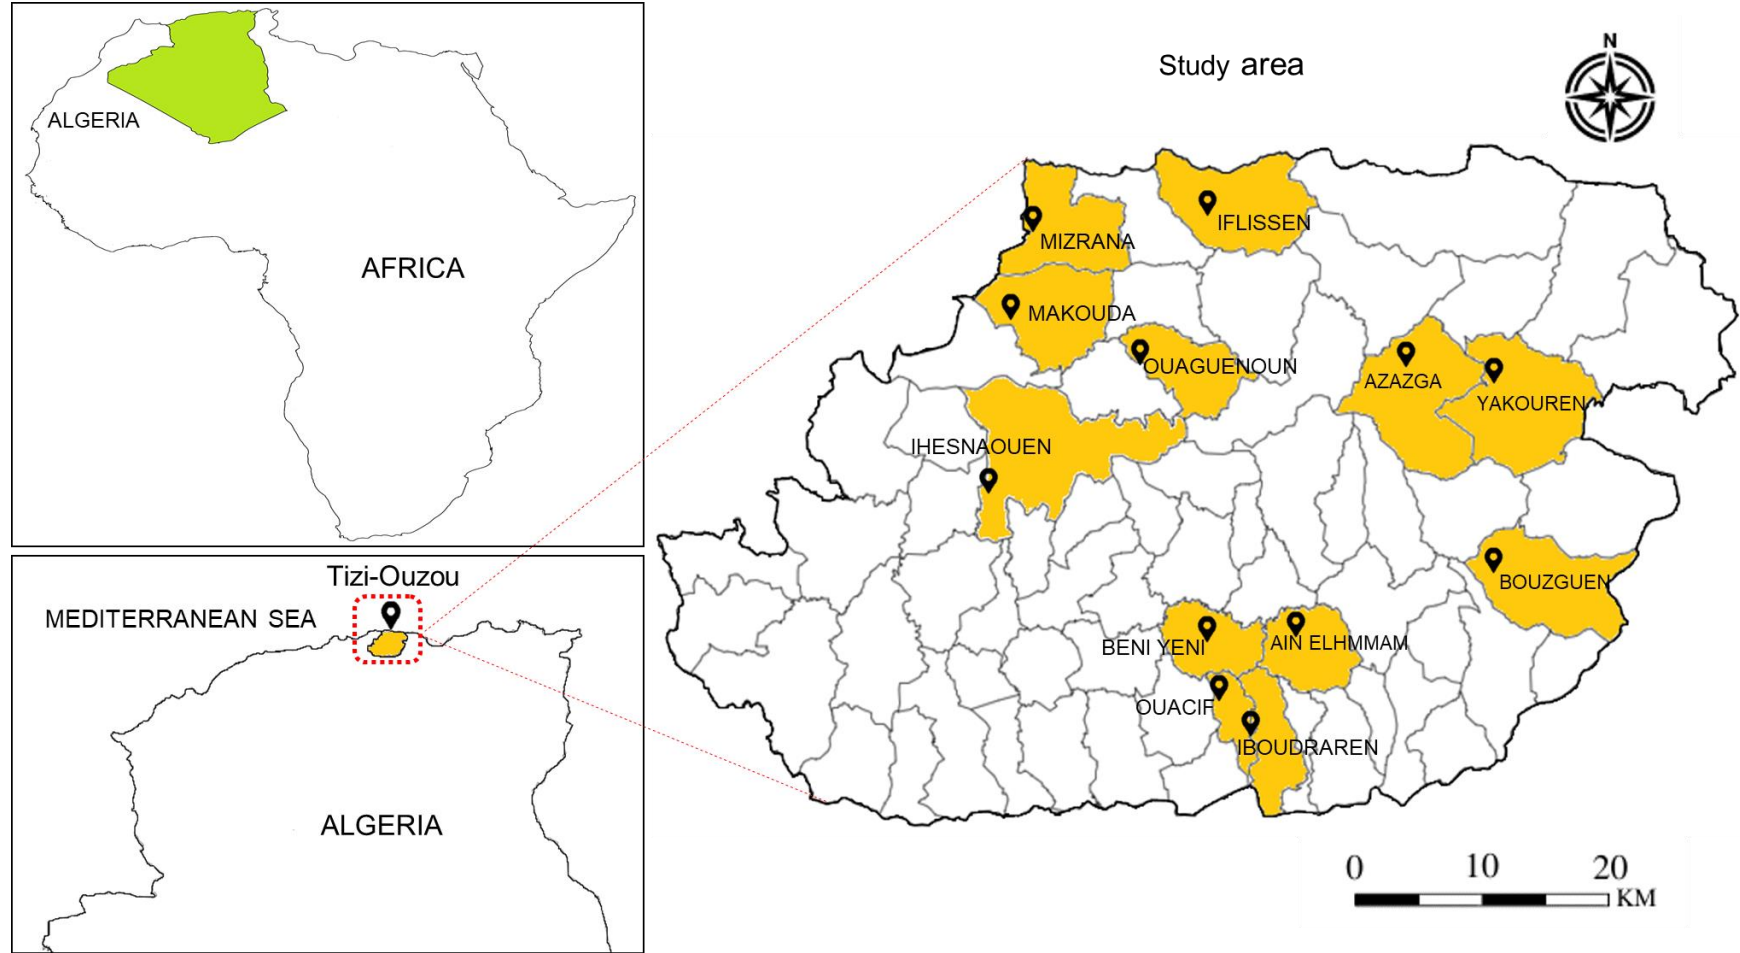 ALGERIA
AFRICA
Tizi-Ouzou
MEDITERRANEAN SEA
ALGERIA
Study area
N
IFLISSEN
MIZRANA
MAKOUDA
OUAGUENOUN
AZAZGA
YAKOUREN
IHESNAOUEN
BOUZGUEN
BENI YENI
AIN ELHMMAM
OUACIF
IBOUDRAREN
0 10 20
KM